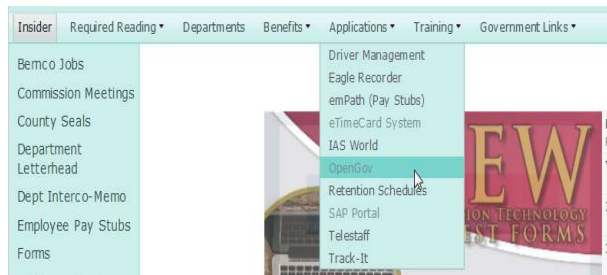 Insider Required Reading Departments Benefits Applications Training Government Links
Bernco Jobs
Commission Meetings
County Seals
Department
Letterhead
Dept Interco-Memo
Employee Pay Stubs
Forms
Driver Management
Eagle Recorder
emPath (Pay Stubs)
eTimeCard System
IAS World
OpenGov
Retention Schedules
SAP Portal
Telestaff
Track-It
EW
ION TECHNOLOGY
EST FORMS